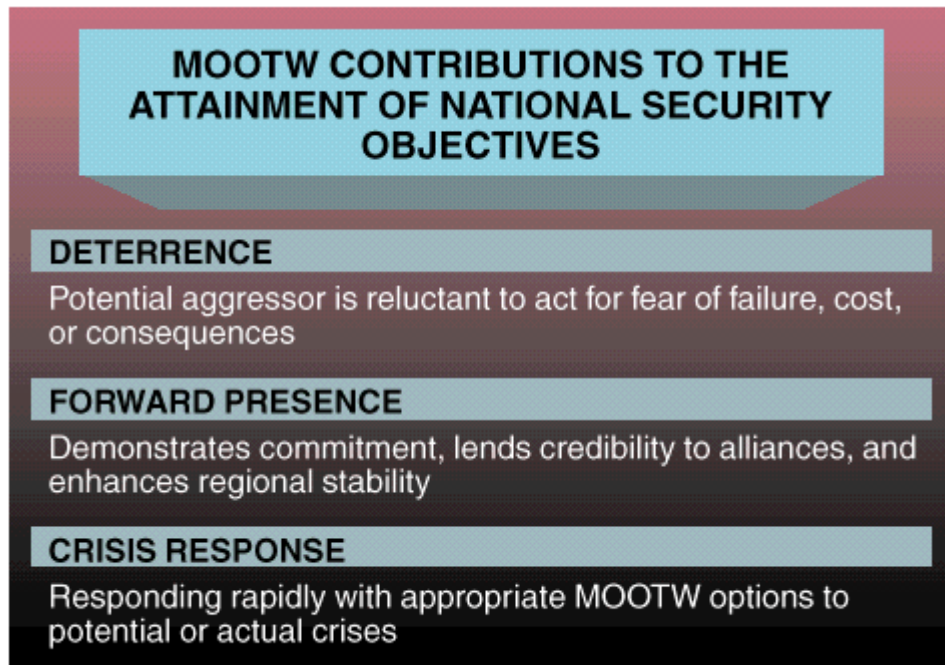 MOOTW CONTRIBUTIONS TO THE
ATTAINMENT OF NATIONAL SECURITY
OBJECTIVES
DETERRENCE
Potential aggressor is reluctant to act for fear of failure, cost,
or consequences
FORWARD PRESENCE
Demonstrates commitment, lends credibility to alliances, and
enhances regional stability
CRISIS RESPONSE
Responding rapidly with appropriate MOOTW options to
potential or actual crises